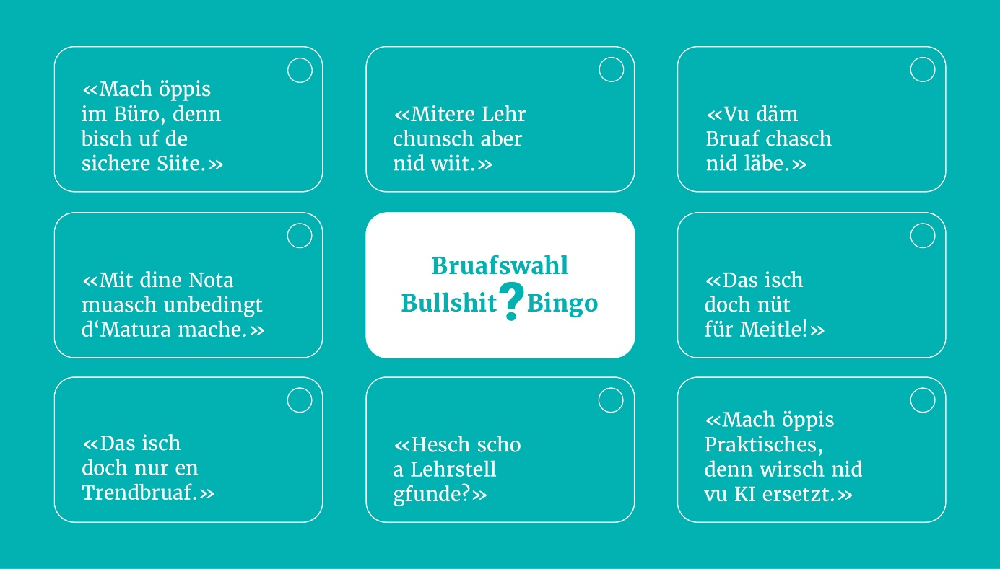 «Mach öppis
im Büro, denn
bisch uf de
sichere Siite.»
«Mitere Lehr
chunsch aber
nid wiit.»
«Vu däm
Bruaf chasch
nid läbe.»
«Mit dine Nota
muasch unbedingt
d‘Matura mache.»
Bruafswahl
Bullshit?Bingo
«Das isch
doch nüt
für Meitle!»
«Das isch
doch nur en
Trendbruaf.»
«Hesch scho
a Lehrstell
gfunde?»
«Mach öppis
Praktisches,
denn wirsch nid
vu KI ersetzt.»